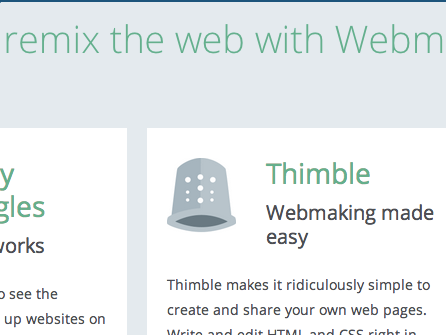 remix the web with Webm
y
gles
works
o see the
up websites on
Thimble
Webmaking made
easy
Thimble makes it ridiculously simple to
create and share your own web pages.
Write and edit HTML and CSS right in